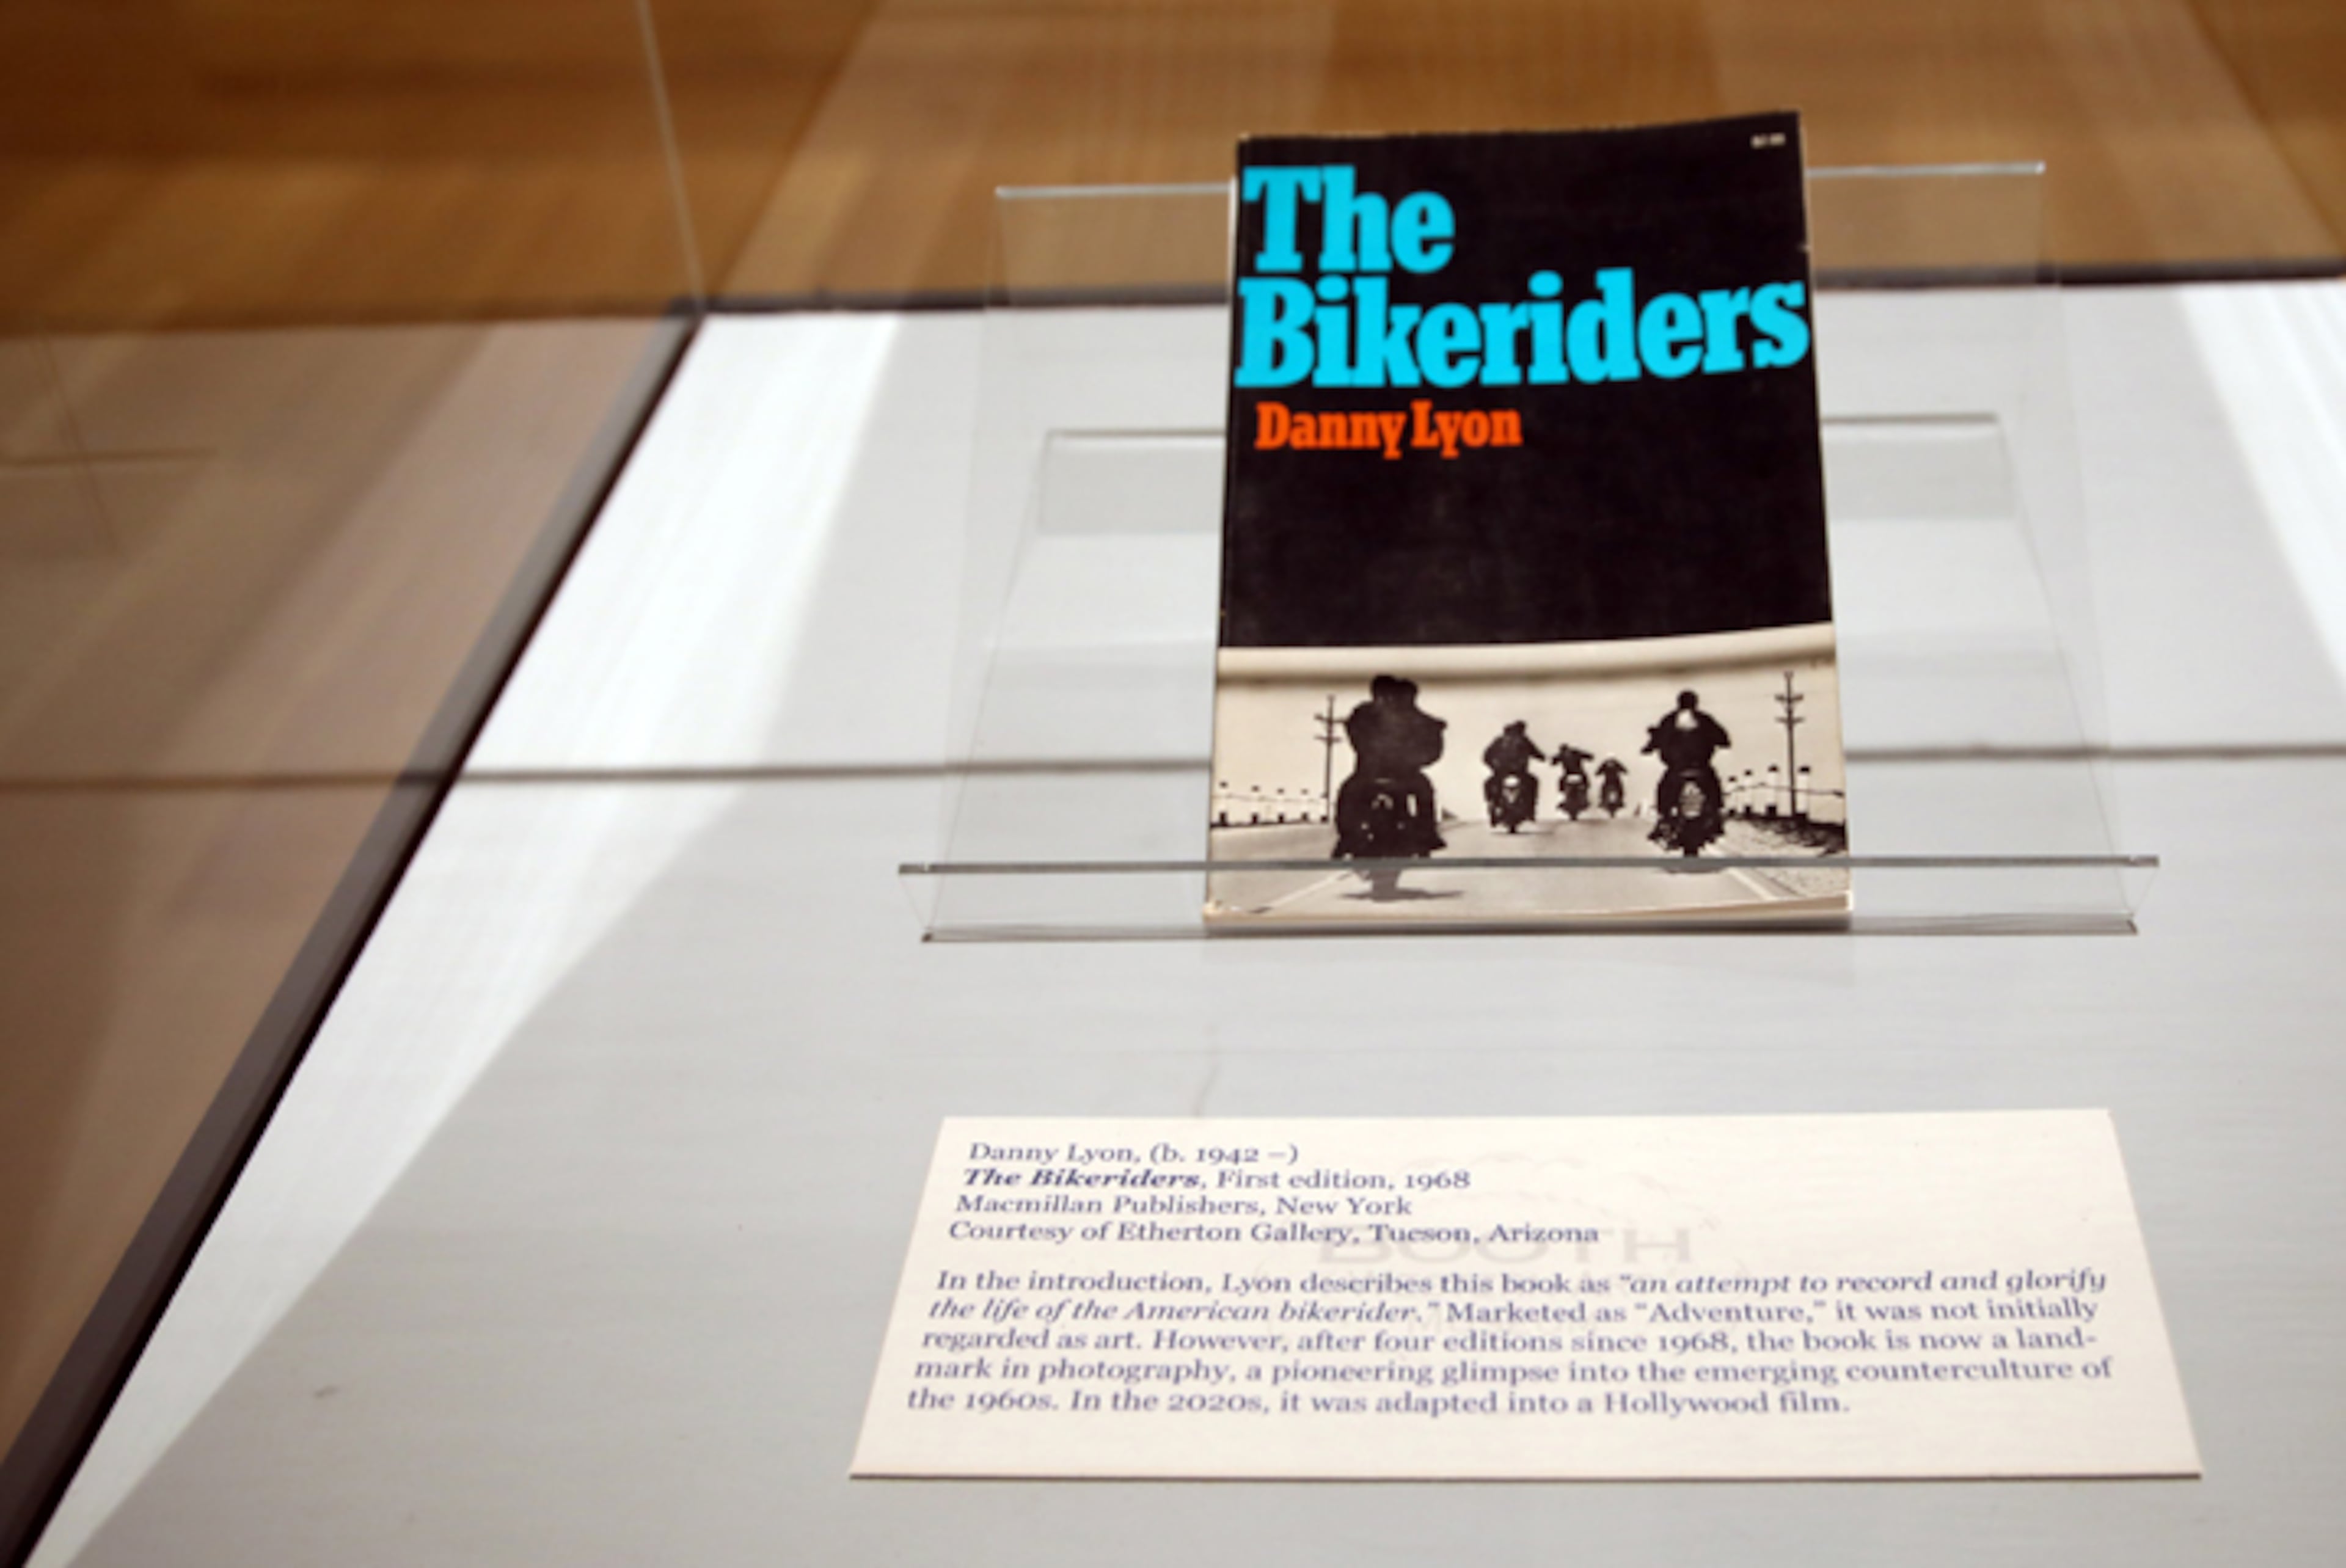 The
Bikeriders
Danny Lyon
Danny Lyon, (b. 1942 –)
The Bikeriders, First edition, 1968
Macmillan Publishers, New York
Courtesy of Etherton Gallery, Tucson, Arizona
BOOTH
In the introduction, Lyon describes this book as "an attempt to record and glorify
the life of the American bikerider." Marketed as "Adventure," it was not initially
regarded as art. However, after four editions since 1968, the book is now a land-
mark in photography, a pioneering glimpse into the emerging counterculture of
the 1960s. In the 2020s, it was adapted into a Hollywood film.